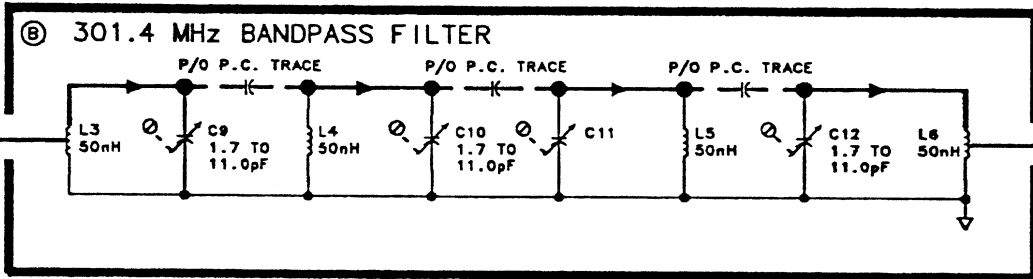 B 301.4 MHz BANDPASS FILTER
P/O P.C. TRACE
P/O P.C. TRACE
P/O P.C. TRACE
L3
50nH
C9
1.7 TO
11.0pF
L4
50nH
C10
1.7 TO
11.0pF
C11
L5
50nH
C12
1.7 TO
11.0pF
L6
50nH